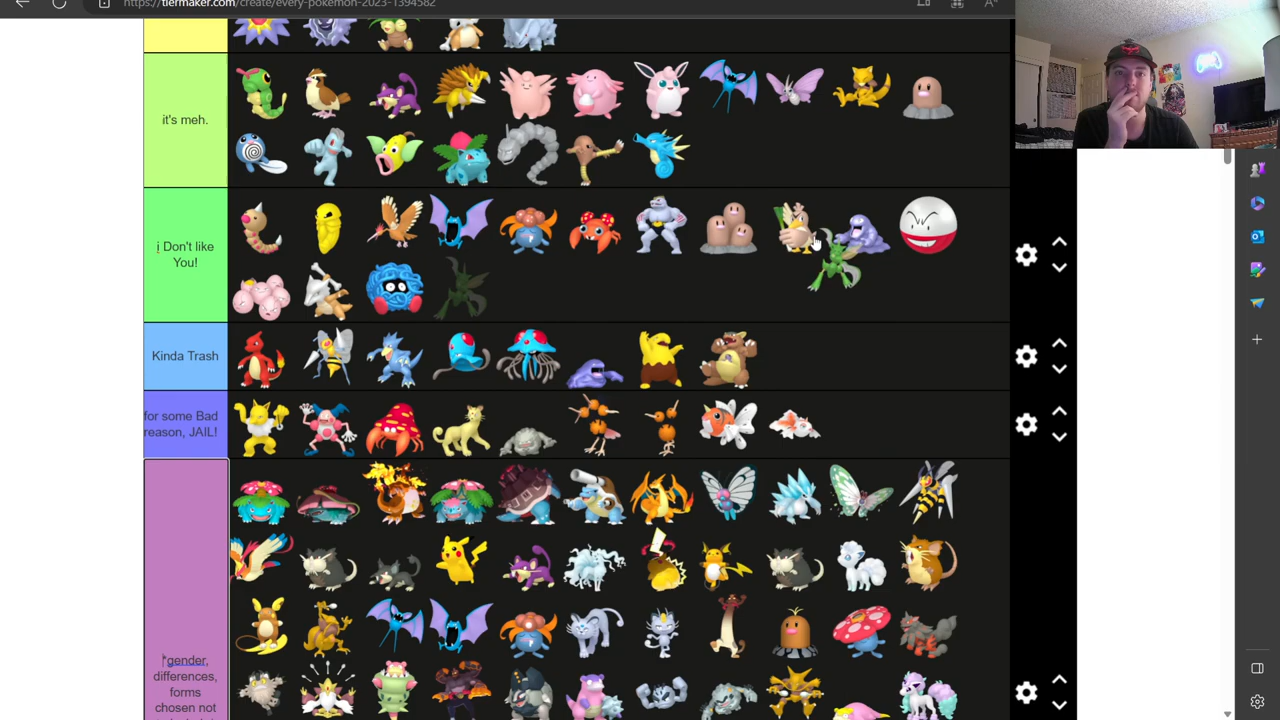 https://tiermaker.com/create/every-pokemon-2023-1394582
it's meh.
i Don't like
You!
Kinda Trash
for some Bad
reason, JAIL!
*gender,
differences,
forms
chosen not